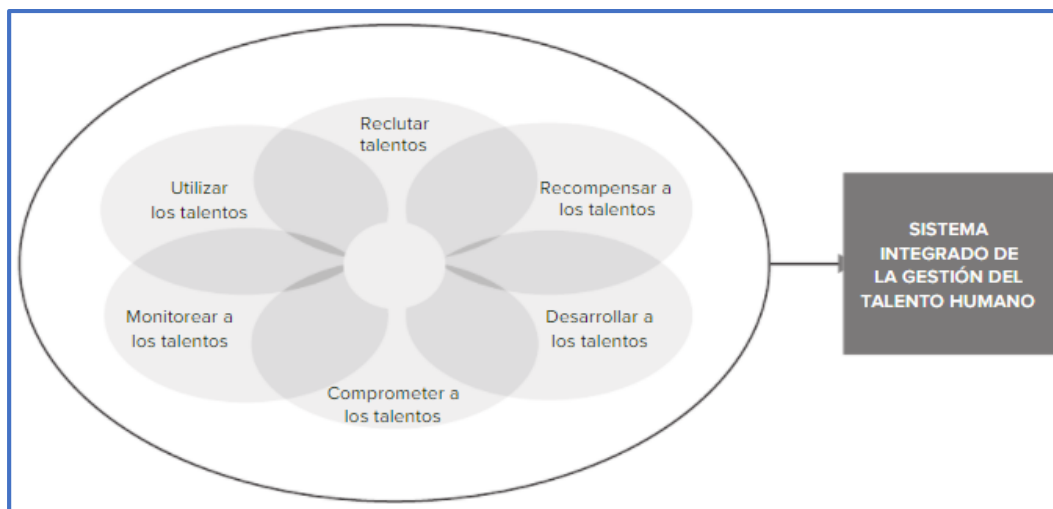 Reclutar
talentos
Utilizar
los talentos
Recompensar a
los talentos
Monitorear a
los talentos
Desarrollar a
los talentos
Comprometer a
los talentos
SISTEMA
INTEGRADO DE
LA GESTIÓN DEL
TALENTO HUMANO